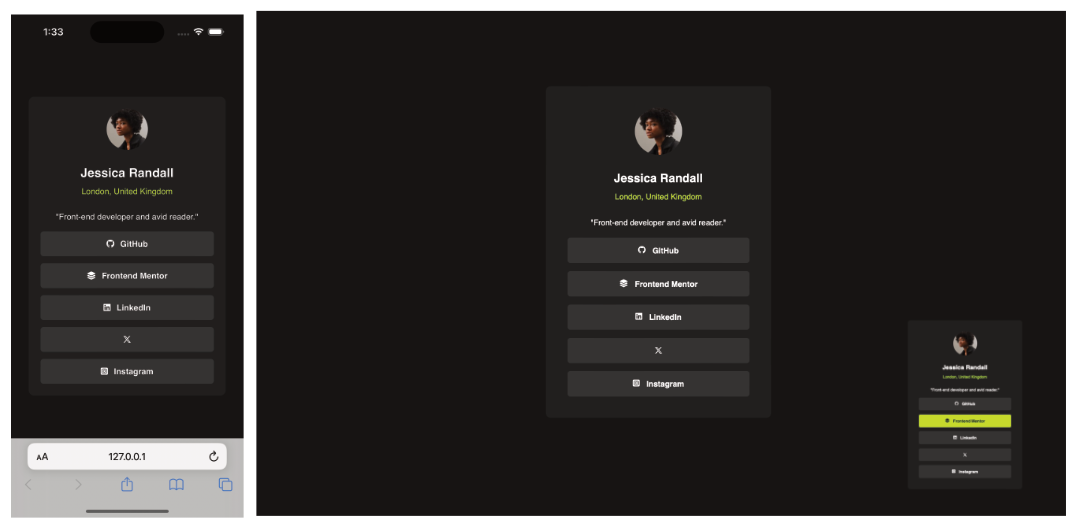 1:33
Jessica Randall
London, United Kingdom
"Front-end developer and avid reader."
GitHub
Frontend Mentor
LinkedIn
X
Instagram
AA 127.0.0.1
Jessica Randall
London, United Kingdom
"Front-end developer and avid reader."
GitHub
Frontend Mentor
LinkedIn
X
Instagram
Jessica Randall
London, United Kingdom
"Front-end developer and avid reader."
GitHub
Frontend Mentor
LinkedIn
X
Instagram